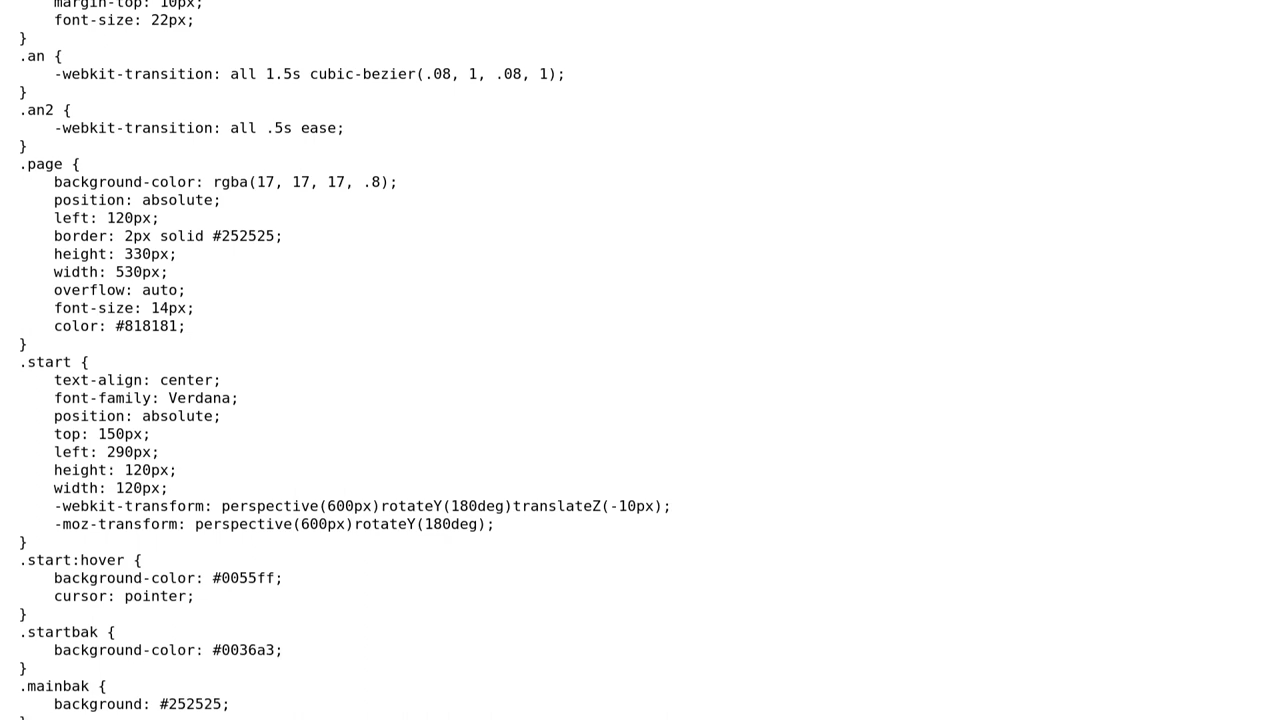 margin-top: 10px;
    font-size: 22px;
}
.an {
    -webkit-transition: all 1.5s cubic-bezier(.08, 1, .08, 1);
}
.an2 {
    -webkit-transition: all .5s ease;
}
.page {
    background-color: rgba(17, 17, 17, .8);
    position: absolute;
    left: 120px;
    border: 2px solid #252525;
    height: 330px;
    width: 530px;
    overflow: auto;
    font-size: 14px;
    color: #818181;
}
.start {
    text-align: center;
    font-family: Verdana;
    position: absolute;
    top: 150px;
    left: 290px;
    height: 120px;
    width: 120px;
    -webkit-transform: perspective(600px)rotateY(180deg)translateZ(-10px);
    -moz-transform: perspective(600px)rotateY(180deg);
}
.start:hover {
    background-color: #0055ff;
    cursor: pointer;
}
.startbak {
    background-color: #0036a3;
}
.mainbak {
    background: #252525;
}